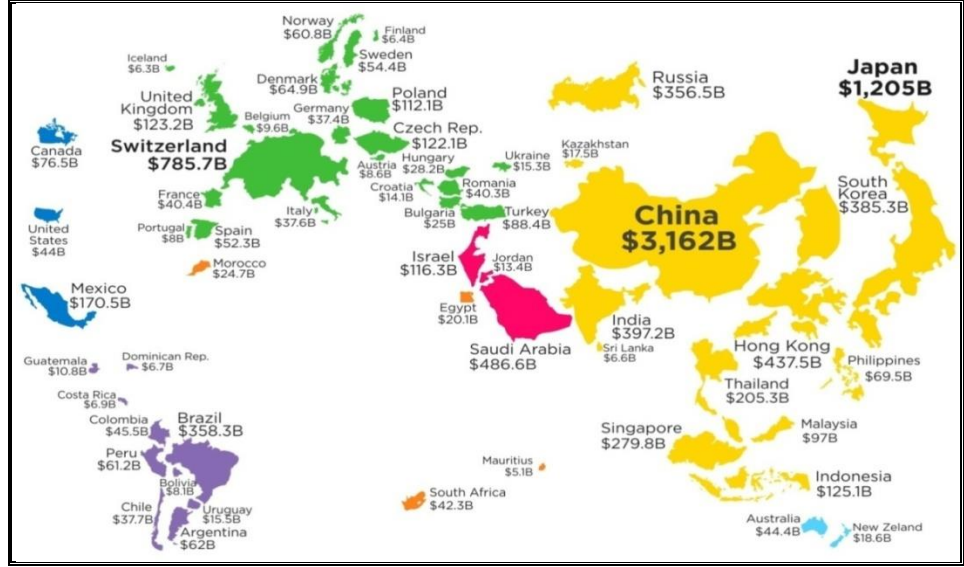 Norway
$60.8B
Finland
$6.4B
Sweden
$54.4B
Iceland
$6.3B
Denmark
$64.9B
United
Kingdom
$123.2B
Belgium
$9.6B
Germany
$37.4B
Poland
$112.1B
Czech Rep.
$122.1B
Switzerland
$785.7B
Austria
$8.6B
Hungary
$28.2B
Ukraine
$15.3B
Croatia
$14.1B
Romania
$40.3B
France
$40.4B
Italy
$37.6B
Bulgaria
$25B
Turkey
$88.4B
Portugal
$8B
Spain
$52.3B
Morocco
$24.7B
Canada
$76.5B
United
States
$44B
Mexico
$170.5B
Guatemala
$10.8B
Dominican Rep.
$6.7B
Costa Rica
$6.9B
Colombia
$45.5B
Brazil
$358.3B
Peru
$61.2B
Bolivia
$8.1B
Chile
$37.7B
Uruguay
$15.5B
Argentina
$62B
Israel
$116.3B
Jordan
$13.4B
Egypt
$20.1B
Saudi Arabia
$486.6B
Mauritius
$5.1B
South Africa
$42.3B
Russia
$356.5B
Kazakhstan
$17.5B
Japan
$1,205B
South
Korea
$385.3B
China
$3,162B
India
$397.2B
Sri Lanka
$6.6B
Hong Kong
$437.5B
Philippines
$69.5B
Thailand
$205.3B
Singapore
$279.8B
Malaysia
$97B
Indonesia
$125.1B
Australia
$44.4B
New Zeland
$18.6B